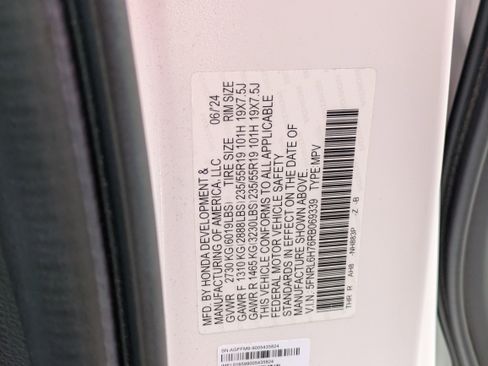 MFD. BY HONDA DEVELOPMENT & 06/'24
MANUFACTURING OF AMERICA, LLC
GVWR 2730 KG(6019LBS) TIRE SIZE RIM SIZE
GAWR F 1310 KG(2888LBS)235/55R19 101H 19X7.5J
GAWR R 1465 KG(3230LBS)235/55R19 101H 19X7.5J
THIS VEHICLE CONFORMS TO ALL APPLICABLE
FEDERAL MOTOR VEHICLE SAFETY
STANDARDS IN EFFECT ON THE DATE OF
MANUFACTURE SHOWN ABOVE.
V.I.N.: 5FNRL6H76RB069339 TYPE MPV
THR R AHB -NH883P Z -B